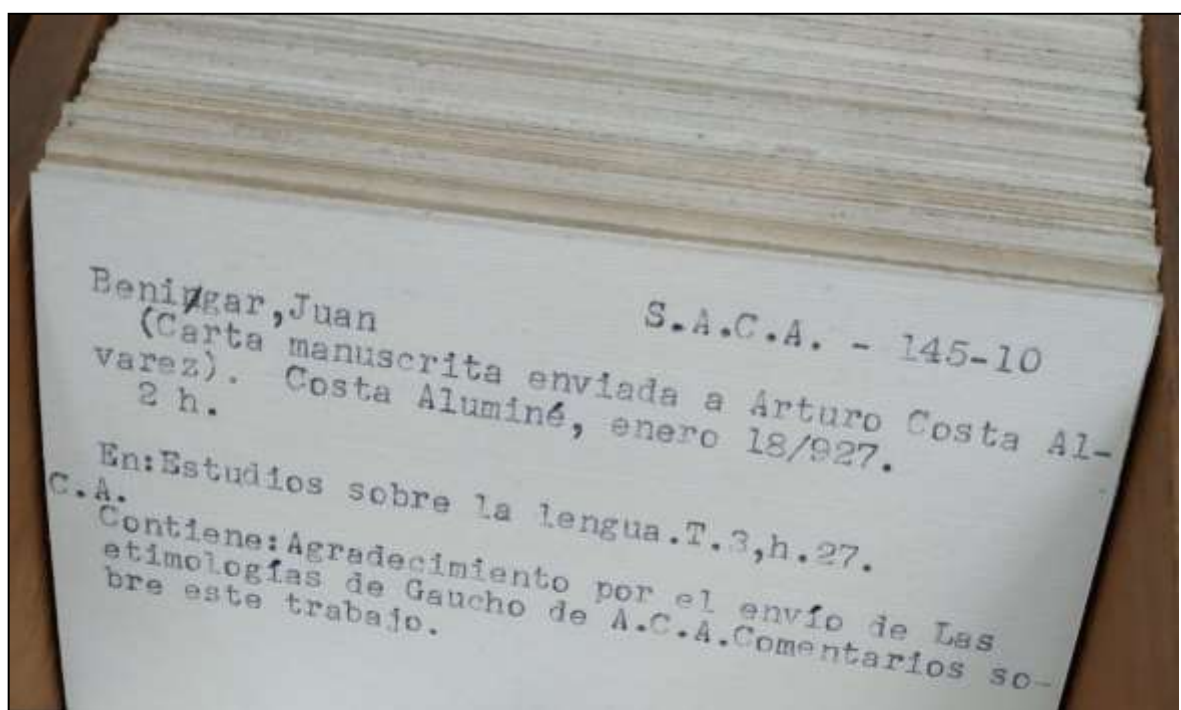 Beningar,Juan S.A.C.A. - 145-10
(Carta manuscrita enviada a Arturo Costa Al-
varez). Costa Aluminé, enero 18/927.
2 h.
En:Estudios sobre la lengua.T.3,h.27.
C.A.
Contiene:Agradecimiento por el envío de Las
etimologías de Gaucho de A.C.A.Comentarios so-
bre este trabajo.